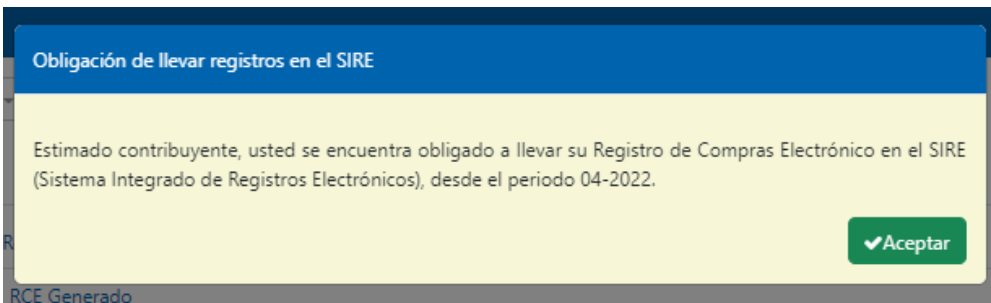 Obligación de llevar registros en el SIRE
Estimado contribuyente, usted se encuentra obligado a llevar su Registro de Compras Electrónico en el SIRE
(Sistema Integrado de Registros Electrónicos), desde el periodo 04-2022.
✔Aceptar
R
RCE Generado